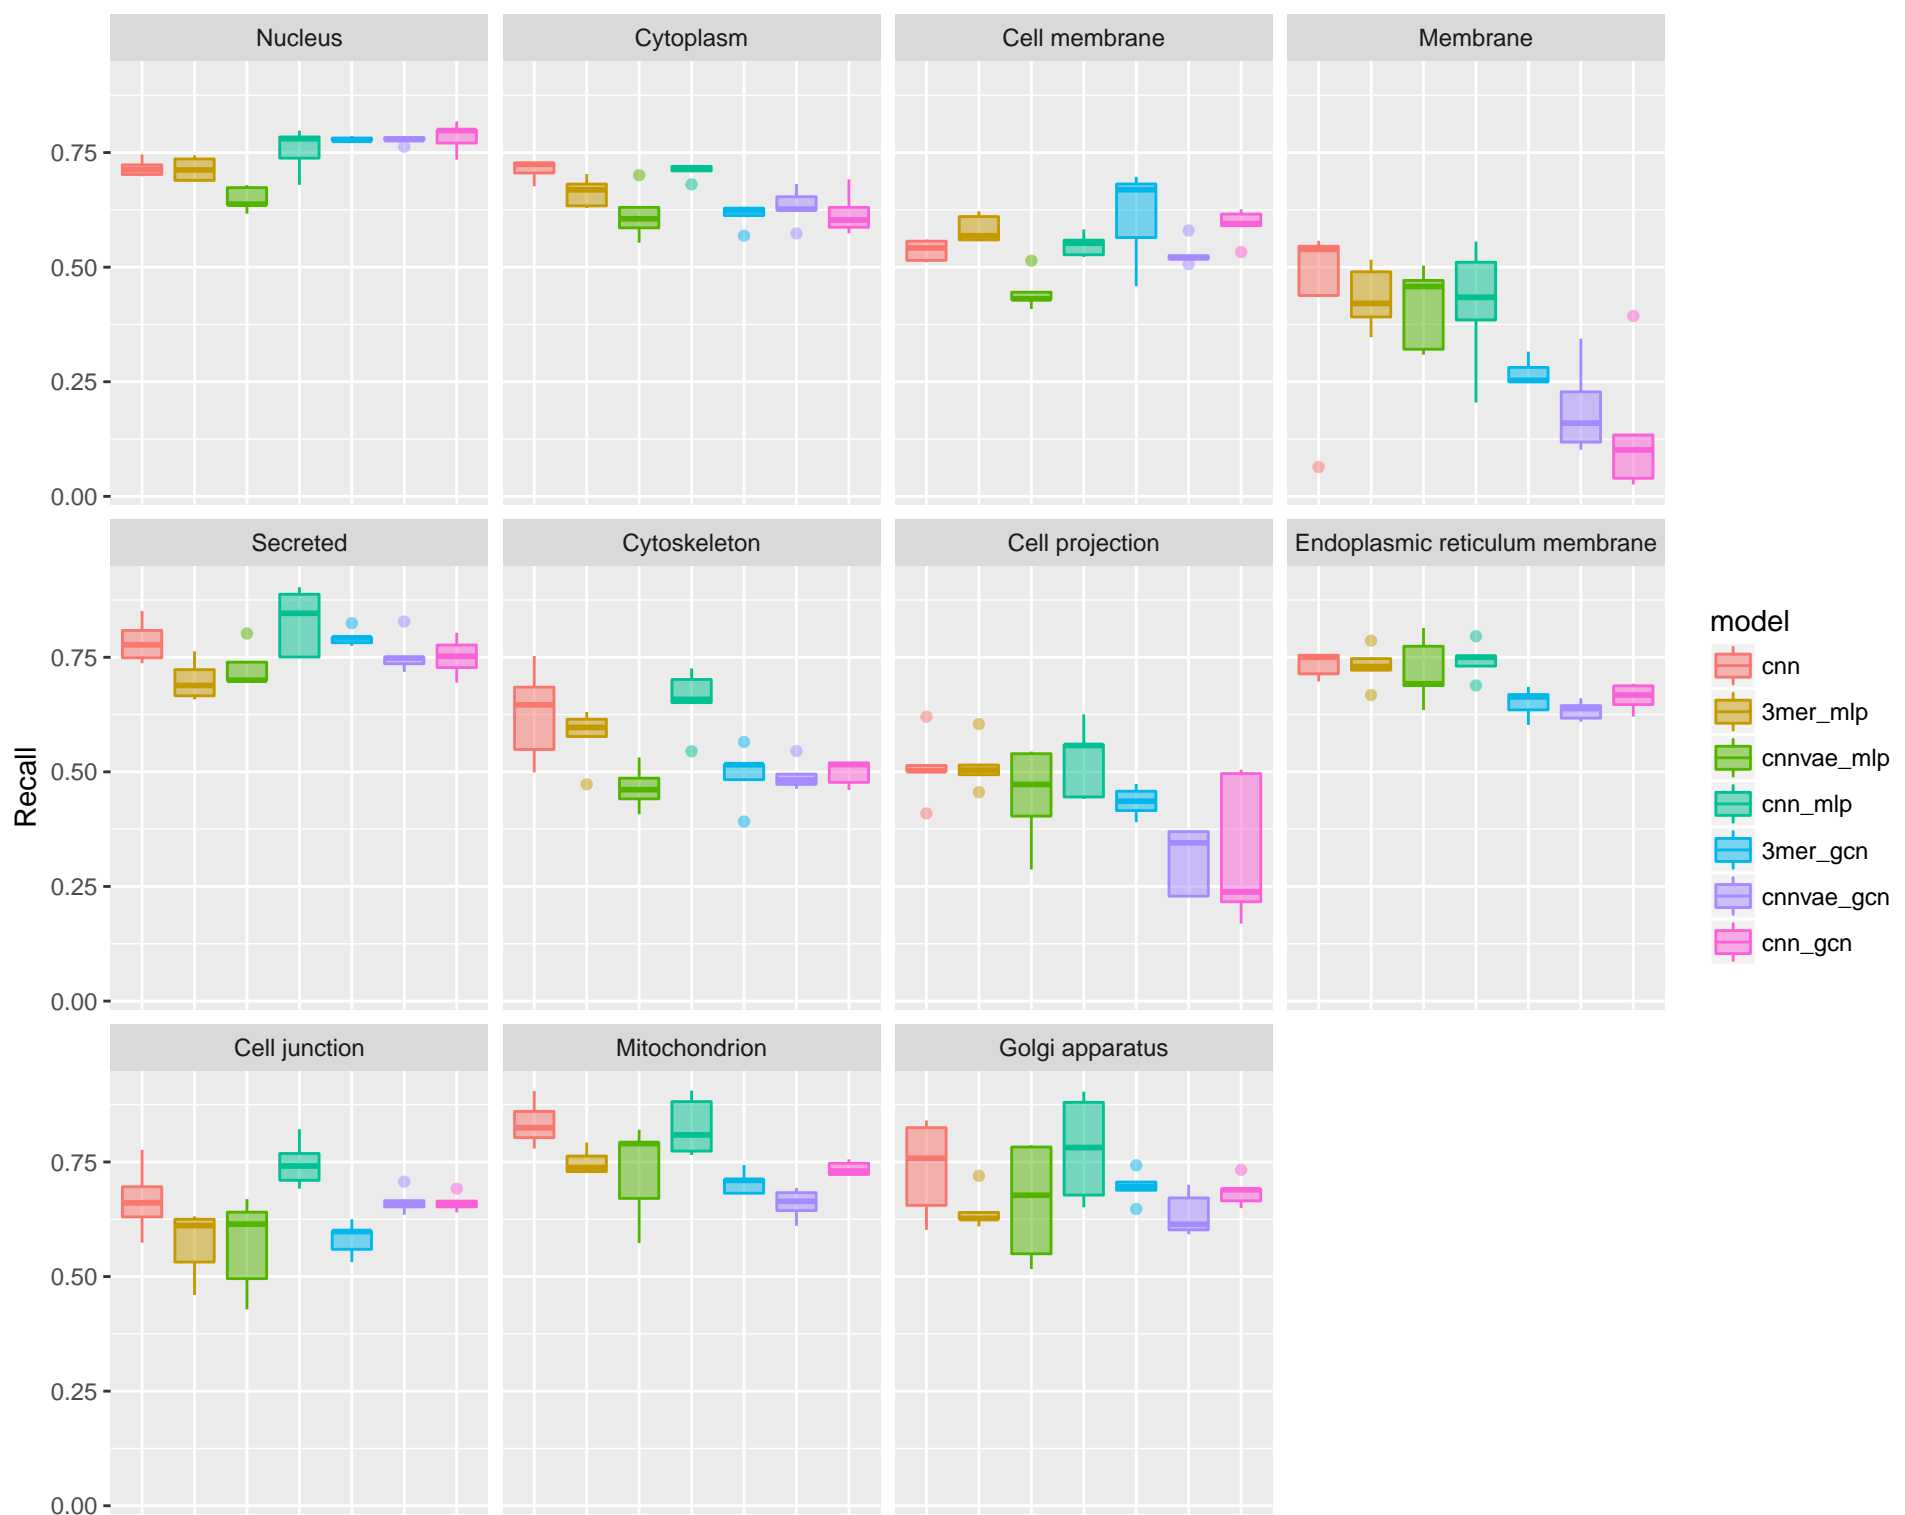 Nucleus
Cytoplasm
Cell membrane
Membrane
0.75
0.50
0.25
0.00
Secreted
Cytoskeleton
Cell projection
Endoplasmic reticulum membrane
0.75
0.50
0.25
0.00
Cell junction
Mitochondrion
Golgi apparatus
0.75
0.50
0.25
0.00
Recall
model
cnn
3mer_mlp
cnnvae_mlp
cnn_mlp
3mer_gcn
cnnvae_gcn
cnn_gcn